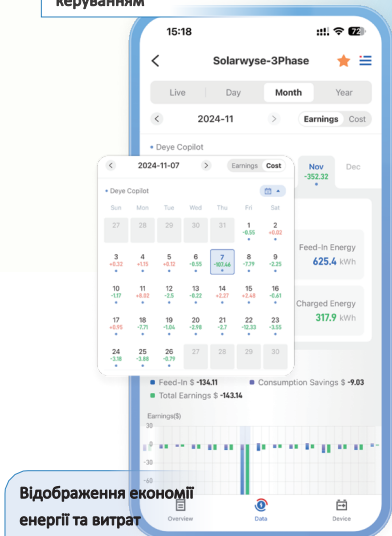 керуванням
15:18
72
Solarwyse-3Phase
Live Day Month Year
2024-11
Earnings Cost
Deye Copilot
Nov
-352.32
Dec
2024-11-07
Earnings Cost
Deye Copilot
Sun Mon Tue Wed Thu Fri Sat
27 28 29 30 31 1 2
-0.55 +0.02
3 4 5 6 7 8 9
+0.32 +1.15 +0.12 -0.55 -107.66 -7.79 -2.25
10 11 12 13 14 15 16
-1.17 +0.02 -2.5 -0.22 +2.27 +2.48 -0.61
17 18 19 20 21 22 23
+0.95 -7.71 -1.04 -2.98 -2.7 -12.33 -3.55
24 25 26 27 28 29 30
-3.18 -3.88 -0.79
Feed-In Energy
625.4 kWh
Charged Energy
317.9 kWh
Feed-In $ -134.11 Consumption Savings $ -9.03
Total Earnings $ -143.14
Earnings($)
30
0
-30
-60
Відображення економії
енергії та витрат
Overview Data Device